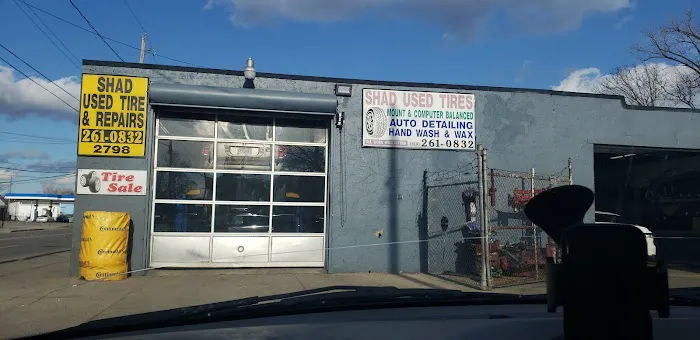 SHAD
USED TIRE
& REPAIRS
261-0832
2798
Tire
Sale
SHAD USED TIRES
MOUNT & COMPUTER BALANCED
AUTO DETAILING
HAND WASH & WAX
261-0832
Continental